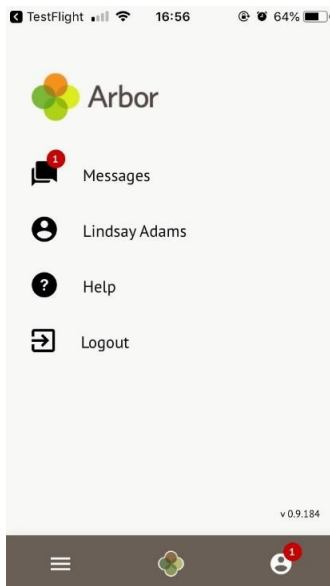 TestFlight 16:56 64%
Arbor
1
Messages
Lindsay Adams
? Help
Logout
v 0.9.184
1